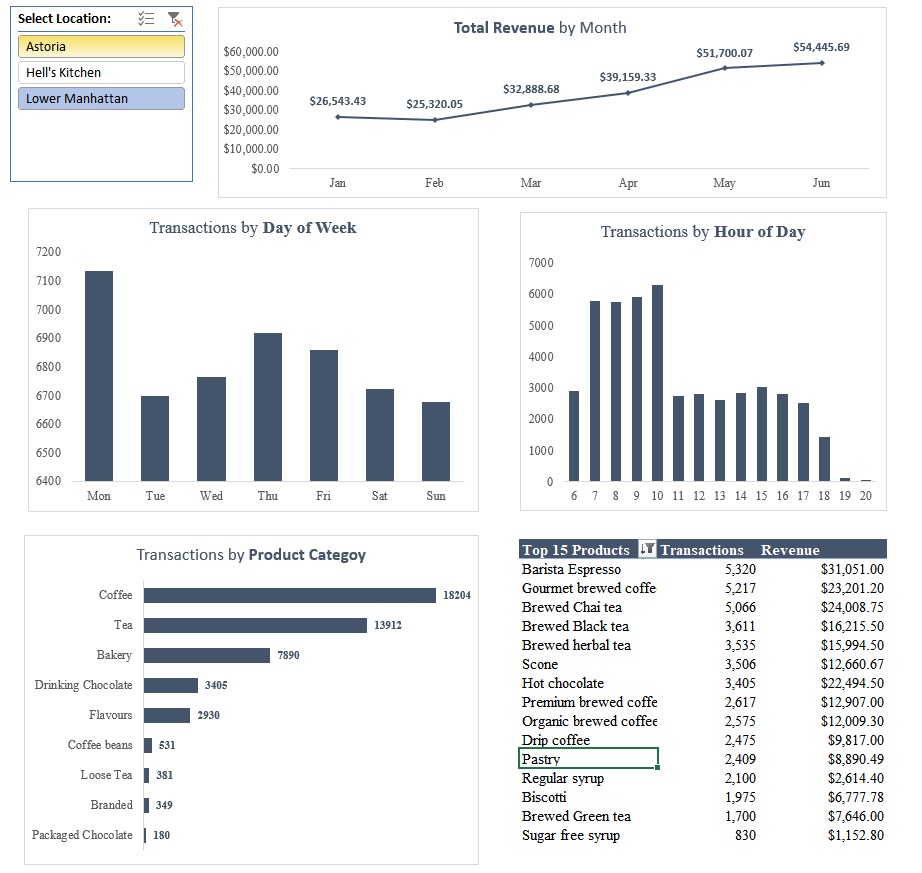 Select Location:
Astoria
Hell's Kitchen
Lower Manhattan
Total Revenue by Month
$60,000.00
$50,000.00
$40,000.00
$30,000.00
$20,000.00
$10,000.00
$0.00
$26,543.43
$25,320.05
$32,888.68
$39,159.33
$51,700.07
$54,445.69
Jan Feb Mar Apr May Jun
Transactions by Day of Week
7200
7100
7000
6900
6800
6700
6600
6500
6400
Mon Tue Wed Thu Fri Sat Sun
Transactions by Hour of Day
7000
6000
5000
4000
3000
2000
1000
0
6 7 8 9 10 11 12 13 14 15 16 17 18 19 20
Transactions by Product Categoy
Coffee 18204
Tea 13912
Bakery 7890
Drinking Chocolate 3405
Flavours 2930
Coffee beans 531
Loose Tea 381
Branded 349
Packaged Chocolate 180
Top 15 Products Transactions Revenue
Barista Espresso 5,320 $31,051.00
Gourmet brewed coffe 5,217 $23,201.20
Brewed Chai tea 5,066 $24,008.75
Brewed Black tea 3,611 $16,215.50
Brewed herbal tea 3,535 $15,994.50
Scone 3,506 $12,660.67
Hot chocolate 3,405 $22,494.50
Premium brewed coffe 2,617 $12,907.00
Organic brewed coffee 2,575 $12,009.30
Drip coffee 2,475 $9,817.00
Pastry 2,409 $8,890.49
Regular syrup 2,100 $2,614.40
Biscotti 1,975 $6,777.78
Brewed Green tea 1,700 $7,646.00
Sugar free syrup 830 $1,152.80